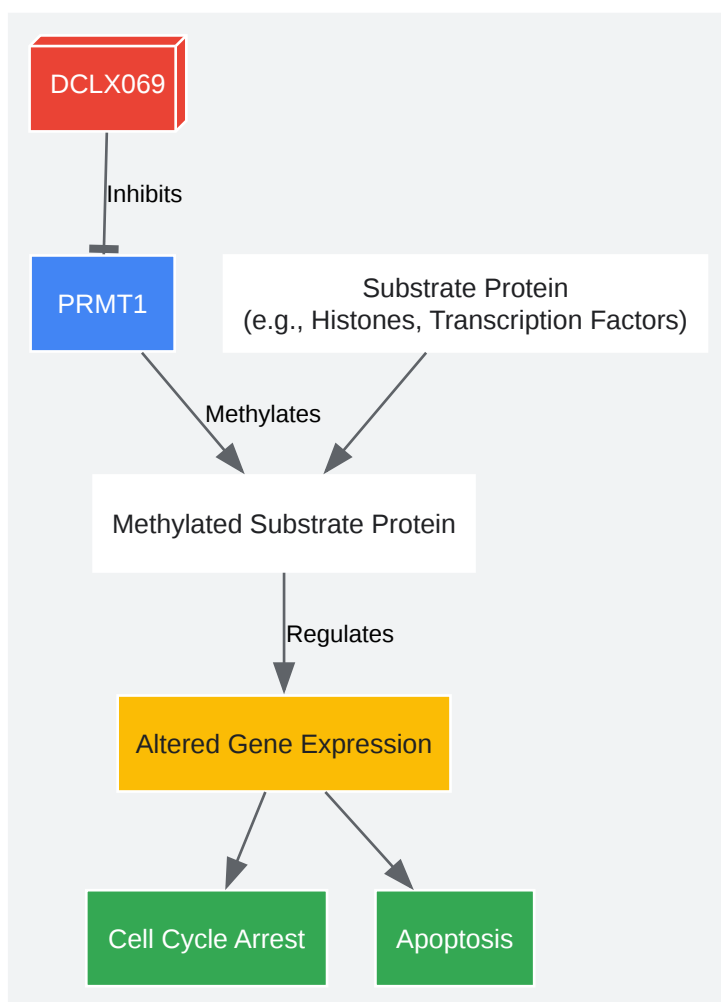 DCLX069
Inhibits
PRMT1
Substrate Protein
(e.g., Histones, Transcription Factors)
Methylates
Methylated Substrate Protein
Regulates
Altered Gene Expression
Cell Cycle Arrest
Apoptosis